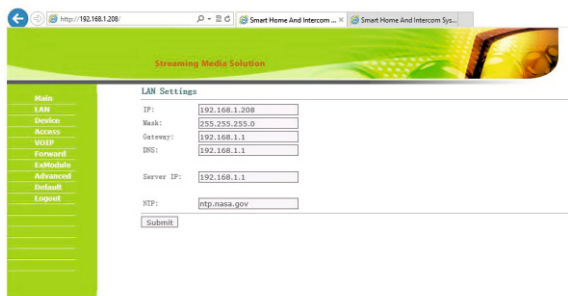 http://192.168.1.208/
Smart Home And Intercom ...
Smart Home And Intercom Sys...
Streaming Media Solution
Main
LAN
Device
Access
VOIP
Forward
ExModule
Advanced
Default
Logout
LAN Settings
IP: 192.168.1.208
Mask: 255.255.255.0
Gateway: 192.168.1.1
DNS: 192.168.1.1
Server IP: 192.168.1.1
NTP: ntp.nasa.gov
Submit